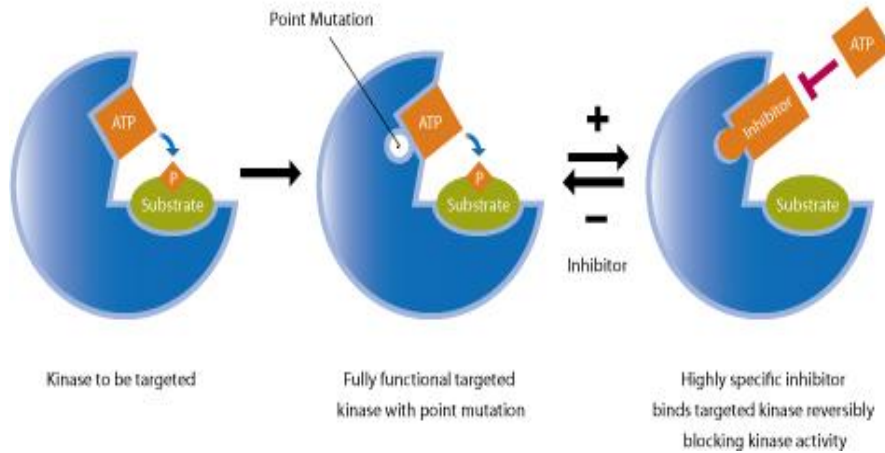 Point Mutation
ATP
P
Substrate
ATP
P
Substrate
+
−
Inhibitor
ATP
Inhibitor
Substrate
Kinase to be targeted
Fully functional targeted
kinase with point mutation
Highly specific inhibitor
binds targeted kinase reversibly
blocking kinase activity